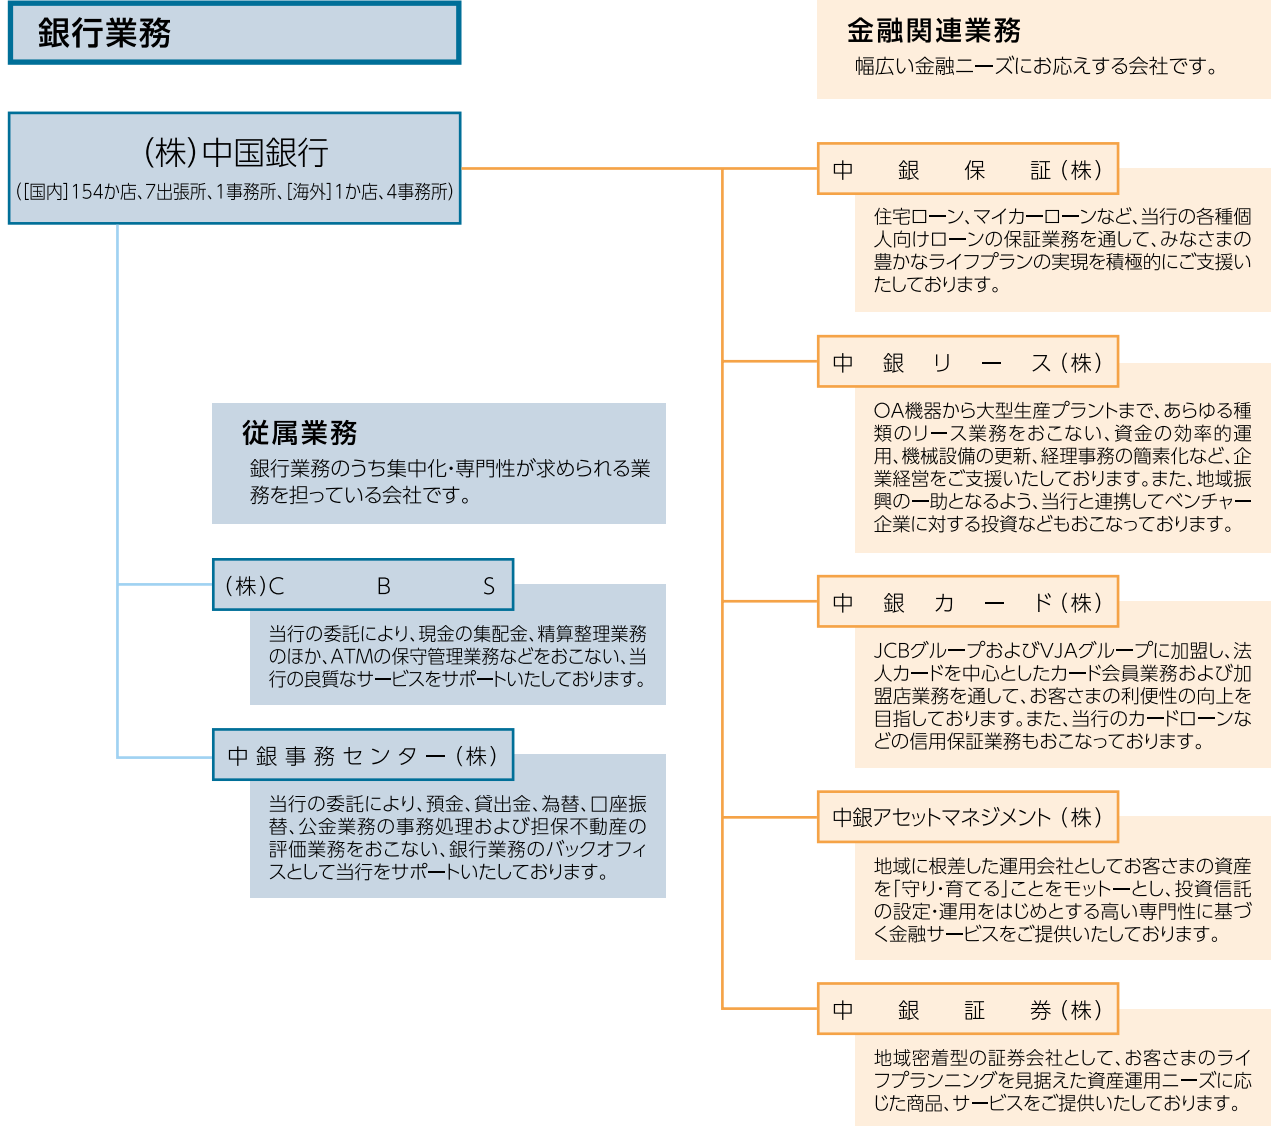 銀行業務
(株)中国銀行
([国内]154か店、7出張所、1事務所、[海外]1か店、4事務所)
従属業務
銀行業務のうち集中化・専門性が求められる業
務を担っている会社です。
(株)CBS
当行の委託により、現金の集配金、精算整理業務
のほか、ATMの保守管理業務などをおこない、当
行の良質なサービスをサポートいたしております。
中銀事務センター(株)
当行の委託により、預金、貸出金、為替、口座振
替、公金業務の事務処理および担保不動産の
評価業務をおこない、銀行業務のバックオフィ
スとして当行をサポートいたしております。
金融関連業務
幅広い金融ニーズにお応えする会社です。
中銀保証(株)
住宅ローン、マイカーローンなど、当行の各種個
人向けローンの保証業務を通して、みなさまの
豊かなライフプランの実現を積極的にご支援い
たしております。
中銀リース(株)
OA機器から大型生産プラントまで、あらゆる種
類のリース業務をおこない、資金の効率的運
用、機械設備の更新、経理事務の簡素化など、企
業経営をご支援いたしております。また、地域振
興の一助となるよう、当行と連携してベンチャー
企業に対する投資などもおこなっております。
中銀カード(株)
JCBグループおよびVJAグループに加盟し、法
人カードを中心としたカード会員業務および加
盟店業務を通して、お客さまの利便性の向上を
目指しております。また、当行のカードローンな
どの信用保証業務もおこなっております。
中銀アセットマネジメント(株)
地域に根差した運用会社としてお客さまの資産
を「守り・育てる」ことをモットーとし、投資信託
の設定・運用をはじめとする高い専門性に基づ
く金融サービスをご提供いたしております。
中銀証券(株)
地域密着型の証券会社として、お客さまのライ
フプランニングを見据えた資産運用ニーズに応
じた商品、サービスをご提供いたしております。